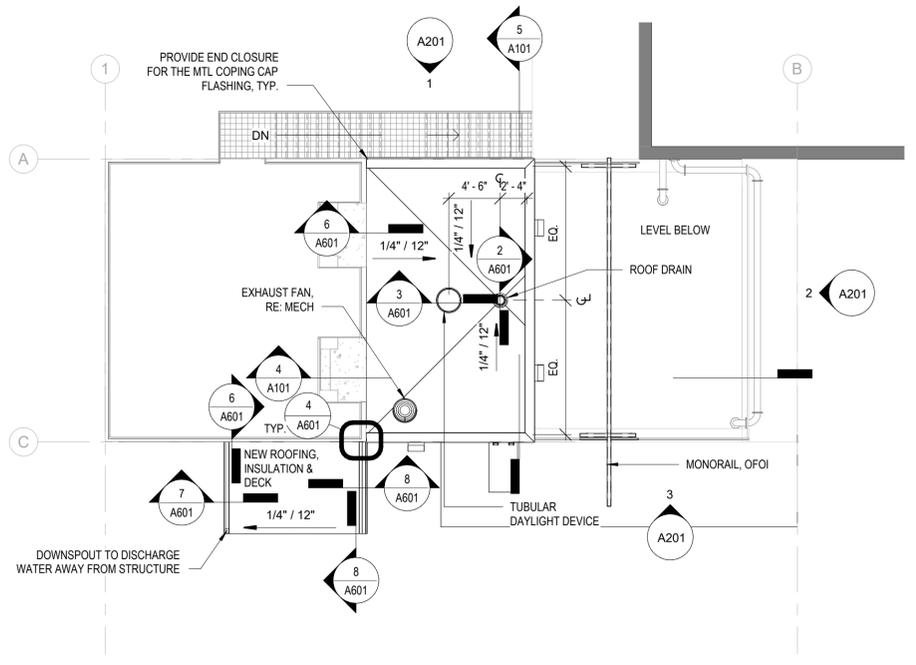 A201
1
5
A101
1
B
PROVIDE END CLOSURE
FOR THE MTL COPING CAP
FLASHING, TYP.
DN
A
4' - 6"
CL
2' - 4"
1/4" / 12"
EQ.
LEVEL BELOW
6
A601
1/4" / 12"
2
A601
ROOF DRAIN
EXHAUST FAN,
RE: MECH
3
A601
CL
2
A201
1/4" / 12"
EQ.
4
A101
6
A601
4
A601
TYP.
C
NEW ROOFING,
INSULATION &
DECK
8
A601
MONORAIL, OFOI
7
A601
1/4" / 12"
TUBULAR
DAYLIGHT DEVICE
3
A201
DOWNSPOUT TO DISCHARGE
WATER AWAY FROM STRUCTURE
8
A601